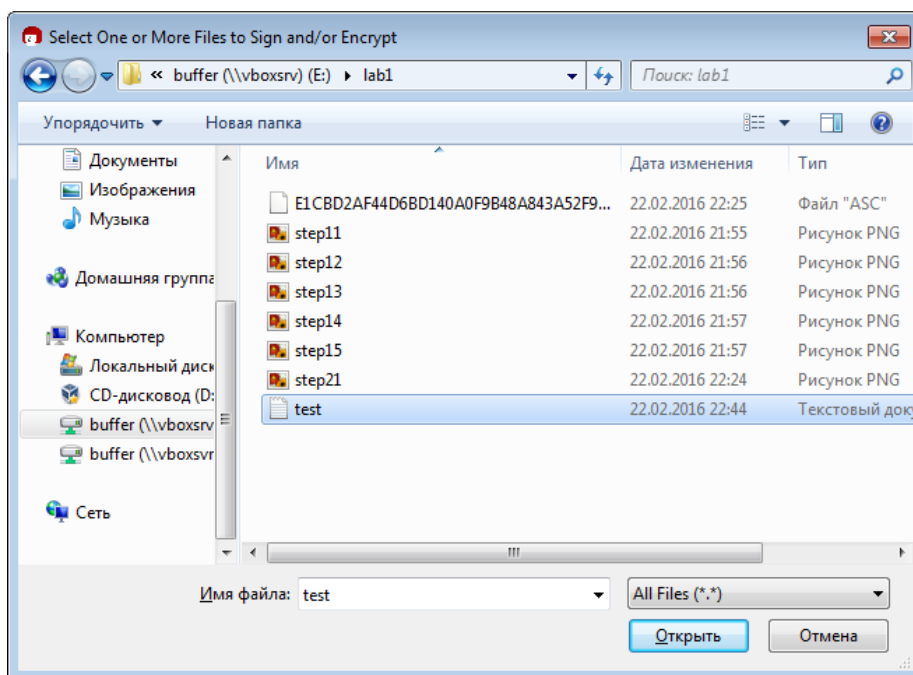 Select One or More Files to Sign and/or Encrypt
« buffer (\\vboxsrv) (E:) ▸ lab1
Поиск: lab1
Упорядочить ▼ Новая папка
Документы
Изображения
Музыка
Домашняя группа
Компьютер
Локальный диск
CD-дисковод (D:
buffer (\\vboxsrv
buffer (\\vboxsvr
Сеть
Имя Дата изменения Тип
E1CBD2AF44D6BD140A0F9B48A843A52F9... 22.02.2016 22:25 Файл "ASC"
step11 22.02.2016 21:55 Рисунок PNG
step12 22.02.2016 21:56 Рисунок PNG
step13 22.02.2016 21:56 Рисунок PNG
step14 22.02.2016 21:57 Рисунок PNG
step15 22.02.2016 21:57 Рисунок PNG
step21 22.02.2016 22:24 Рисунок PNG
test 22.02.2016 22:44 Текстовый док
Имя файла: test
All Files (*.*)
Открыть Отмена